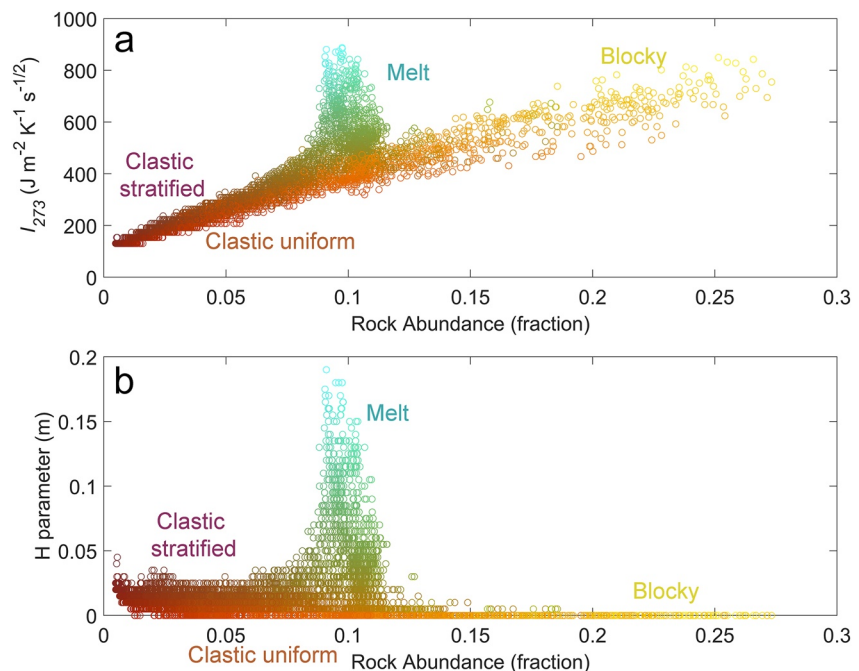 a
1000
800
600
400
200
0
I₂₇₃ (J m⁻² K⁻¹ s⁻¹ᐟ²)
Melt
Blocky
Clastic
stratified
Clastic uniform
0 0.05 0.1 0.15 0.2 0.25 0.3
Rock Abundance (fraction)
b
0.2
0.15
0.1
0.05
0
H parameter (m)
Melt
Clastic
stratified
Blocky
0 0.05 0.1 0.15 0.2 0.25 0.3
Clastic uniform
Rock Abundance (fraction)